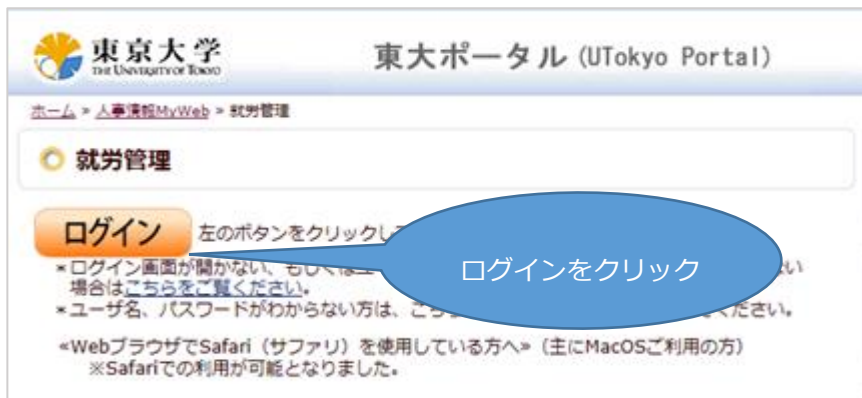 東京大学
THE UNIVERSITY OF TOKYO
東大ポータル (UTokyo Portal)
ホーム > 人事情報MyWeb > 就労管理
就労管理
ログイン 左のボタンをクリックし
ログインをクリック
*ログイン画面が開かない、もしくはユ
い
場合はこちらをご覧ください。
*ユーザ名、パスワードがわからない方は、こち
ください。
«WebブラウザでSafari（サファリ）を使用している方へ»（主にMacOSご利用の方）
※Safariでの利用が可能となりました。